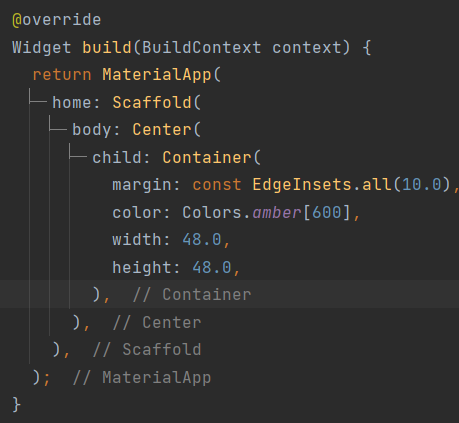 @override
Widget build(BuildContext context) {
  return MaterialApp(
    home: Scaffold(
      body: Center(
        child: Container(
          margin: const EdgeInsets.all(10.0),
          color: Colors.amber[600],
          width: 48.0,
          height: 48.0,
        ),  // Container
      ),  // Center
    ),  // Scaffold
  );  // MaterialApp
}